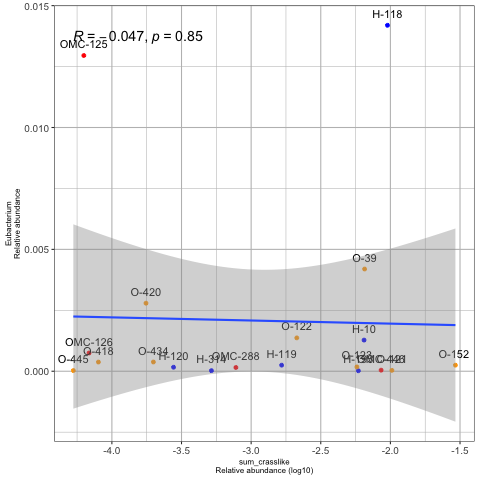 0.015
H-118
R = −0.047, p = 0.85
OMC-125
0.010
Eubacterium
Relative abundance
0.005
O-39
O-420
O-122
H-10
OMC-126
O-418
O-434
H-120
H-314
OMC-288
H-119
O-152
O-445
0.000
-4.0 -3.5 -3.0 -2.5 -2.0 -1.5
sum_crasslike
Relative abundance (log10)